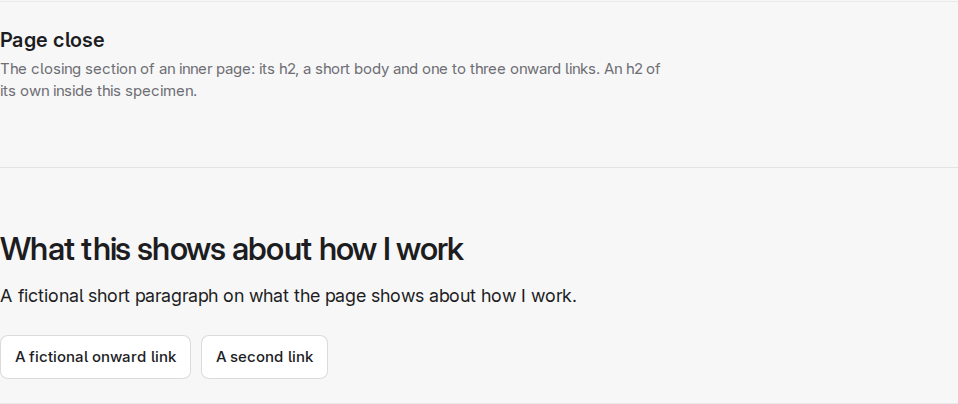 Page close
The closing section of an inner page: its h2, a short body and one to three onward links. An h2 of
its own inside this specimen.
What this shows about how I work
A fictional short paragraph on what the page shows about how I work.
A fictional onward link
A second link